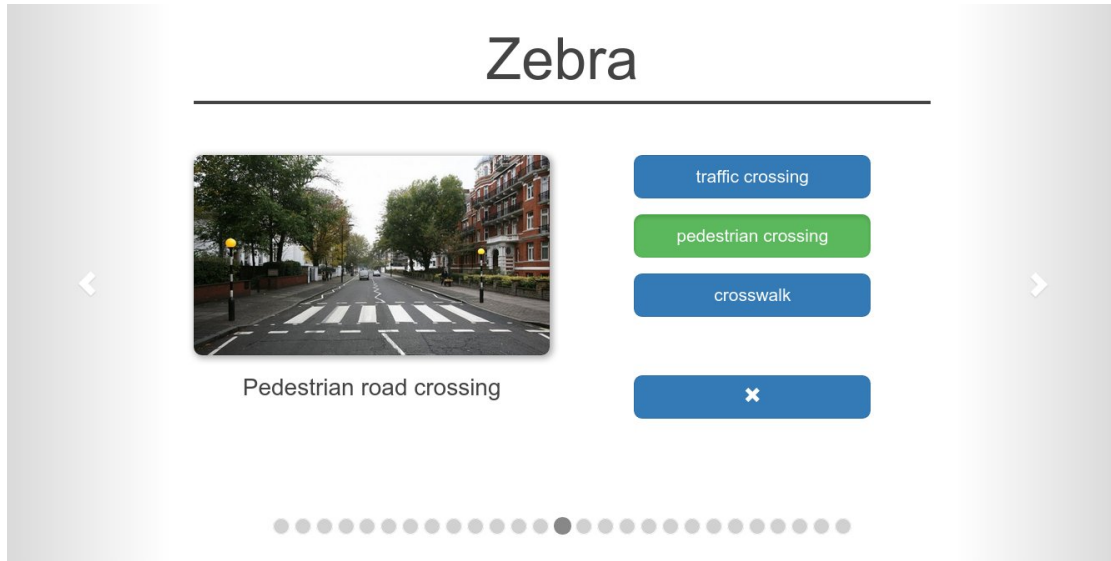 Zebra
traffic crossing
pedestrian crossing
crosswalk
Pedestrian road crossing